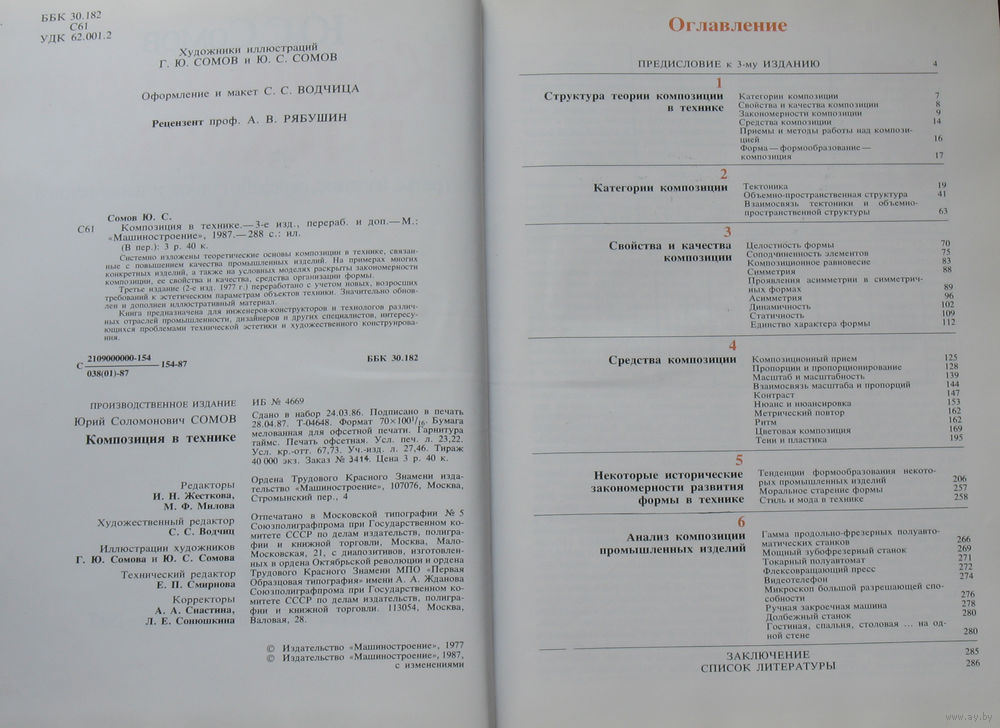 ББК 30.182
С61
УДК 62.001.2
Художники иллюстраций
Г. Ю. СОМОВ и Ю. С. СОМОВ
Оформление и макет С. С. ВОДЧИЦА
Рецензент проф. А. В. РЯБУШИН
Сомов Ю. С.
С61 Композиция в технике.—3-е изд., перераб. и доп.—М.:
«Машиностроение», 1987.—288 с.: ил.
(В пер.): 3 р. 40 к.
Системно изложены теоретические основы композиции в технике, связан-
ные с повышением качества промышленных изделий. На примерах многих
конкретных изделий, а также на условных моделях раскрыты закономерности
композиции, ее свойства и качества, средства организации формы.
Третье издание (2-е изд. 1977 г.) переработано с учетом новых, возросших
требований к эстетическим параметрам объектов техники. Значительно обнов-
лен и дополнен иллюстративный материал.
Книга предназначена для инженеров-конструкторов и технологов различ-
ных отраслей промышленности, дизайнеров и других специалистов, интересу-
ющихся проблемами технической эстетики и художественного конструирова-
ния.
С 2109000000-154 154-87 ББК 30.182
038(01)-87
ПРОИЗВОДСТВЕННОЕ ИЗДАНИЕ
Юрий Соломонович СОМОВ
Композиция в технике
Редакторы
И. Н. Жесткова,
М. Ф. Милова
Художественный редактор
С. С. Водчиц
Иллюстрации художников
Г. Ю. Сомова и Ю. С. Сомова
Технический редактор
Е. П. Смирнова
Корректоры
А. А. Снастина,
Л. Е. Сонюшкина
ИБ № 4669
Сдано в набор 24.03.86. Подписано в печать
28.04.87. Т-04648. Формат 70×100 1/16. Бумага
мелованная для офсетной печати. Гарнитура
таймс. Печать офсетная. Усл. печ. л. 23,22.
Усл. кр.-отт. 67,73. Уч.-изд. л. 27,46. Тираж
40 000 экз. Заказ № 3414. Цена 3 р. 40 к.
Ордена Трудового Красного Знамени изда-
тельство «Машиностроение», 107076, Москва,
Стромынский пер., 4
Отпечатано в Московской типографии № 5
Союзполиграфпрома при Государственном ко-
митете СССР по делам издательств, полигра-
фии и книжной торговли, Москва, Мало-
Московская, 21, с диапозитивов, изготовлен-
ных в ордена Октябрьской революции и ордена
Трудового Красного Знамени МПО «Первая
Образцовая типография» имени А. А. Жданова
Союзполиграфпрома при Государственном ко-
митете СССР по делам издательств, полигра-
фии и книжной торговли. 113054, Москва,
Валовая, 28.
© Издательство «Машиностроение», 1977
© Издательство «Машиностроение», 1987,
с изменениями
Оглавление
ПРЕДИСЛОВИЕ к 3-му ИЗДАНИЮ 4
1
Структура теории композиции
в технике
Категории композиции 7
Свойства и качества композиции 8
Закономерности композиции 9
Средства композиции 14
Приемы и методы работы над компози-
цией 16
Форма—формообразование—
композиция 17
2
Категории композиции
Тектоника 19
Объемно-пространственная структура 41
Взаимосвязь тектоники и объемно-
пространственной структуры 63
3
Свойства и качества
композиции
Целостность формы 70
Соподчиненность элементов 75
Композиционное равновесие 83
Симметрия 88
Проявления асимметрии в симметрич-
ных формах 89
Асимметрия 96
Динамичность 102
Статичность 109
Единство характера формы 112
4
Средства композиции
Композиционный прием 125
Пропорции и пропорционирование 128
Масштаб и масштабность 139
Взаимосвязь масштаба и пропорций 144
Контраст 147
Нюанс и нюансировка 153
Метрический повтор 162
Ритм 162
Цветовая композиция 169
Тени и пластика 195
5
Некоторые исторические
закономерности развития
формы в технике
Тенденции формообразования некото-
рых промышленных изделий 206
Моральное старение формы 257
Стиль и мода в технике 258
6
Анализ композиции
промышленных изделий
Гамма продольно-фрезерных полуавто-
матических станков 266
Мощный зубофрезерный станок 269
Токарный полуавтомат 271
Флексовращающий пресс 272
Видеотелефон 274
Микроскоп большой разрешающей спо-
собности 276
Ручная закроечная машина 278
Долбежный станок 280
Гостиная, спальня, столовая ... на од-
ной стене 280
ЗАКЛЮЧЕНИЕ 285
СПИСОК ЛИТЕРАТУРЫ 286
www.ay.by